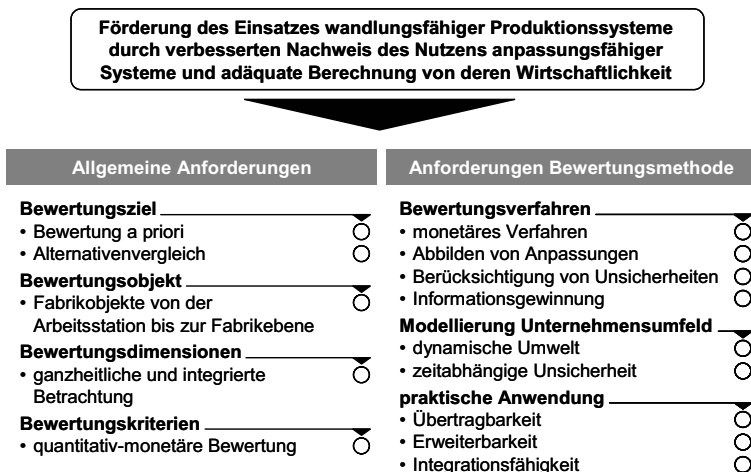 Förderung des Einsatzes wandlungsfähiger Produktionssysteme
durch verbesserten Nachweis des Nutzens anpassungsfähiger
Systeme und adäquate Berechnung von deren Wirtschaftlichkeit
Allgemeine Anforderungen
Bewertungsziel
• Bewertung a priori
• Alternativenvergleich
Bewertungsobjekt
• Fabrikobjekte von der
Arbeitsstation bis zur Fabrikebene
Bewertungsdimensionen
• ganzheitliche und integrierte
Betrachtung
Bewertungskriterien
• quantitativ-monetäre Bewertung
Anforderungen Bewertungsmethode
Bewertungsverfahren
• monetäres Verfahren
• Abbilden von Anpassungen
• Berücksichtigung von Unsicherheiten
• Informationsgewinnung
Modellierung Unternehmensumfeld
• dynamische Umwelt
• zeitabhängige Unsicherheit
praktische Anwendung
• Übertragbarkeit
• Erweiterbarkeit
• Integrationsfähigkeit